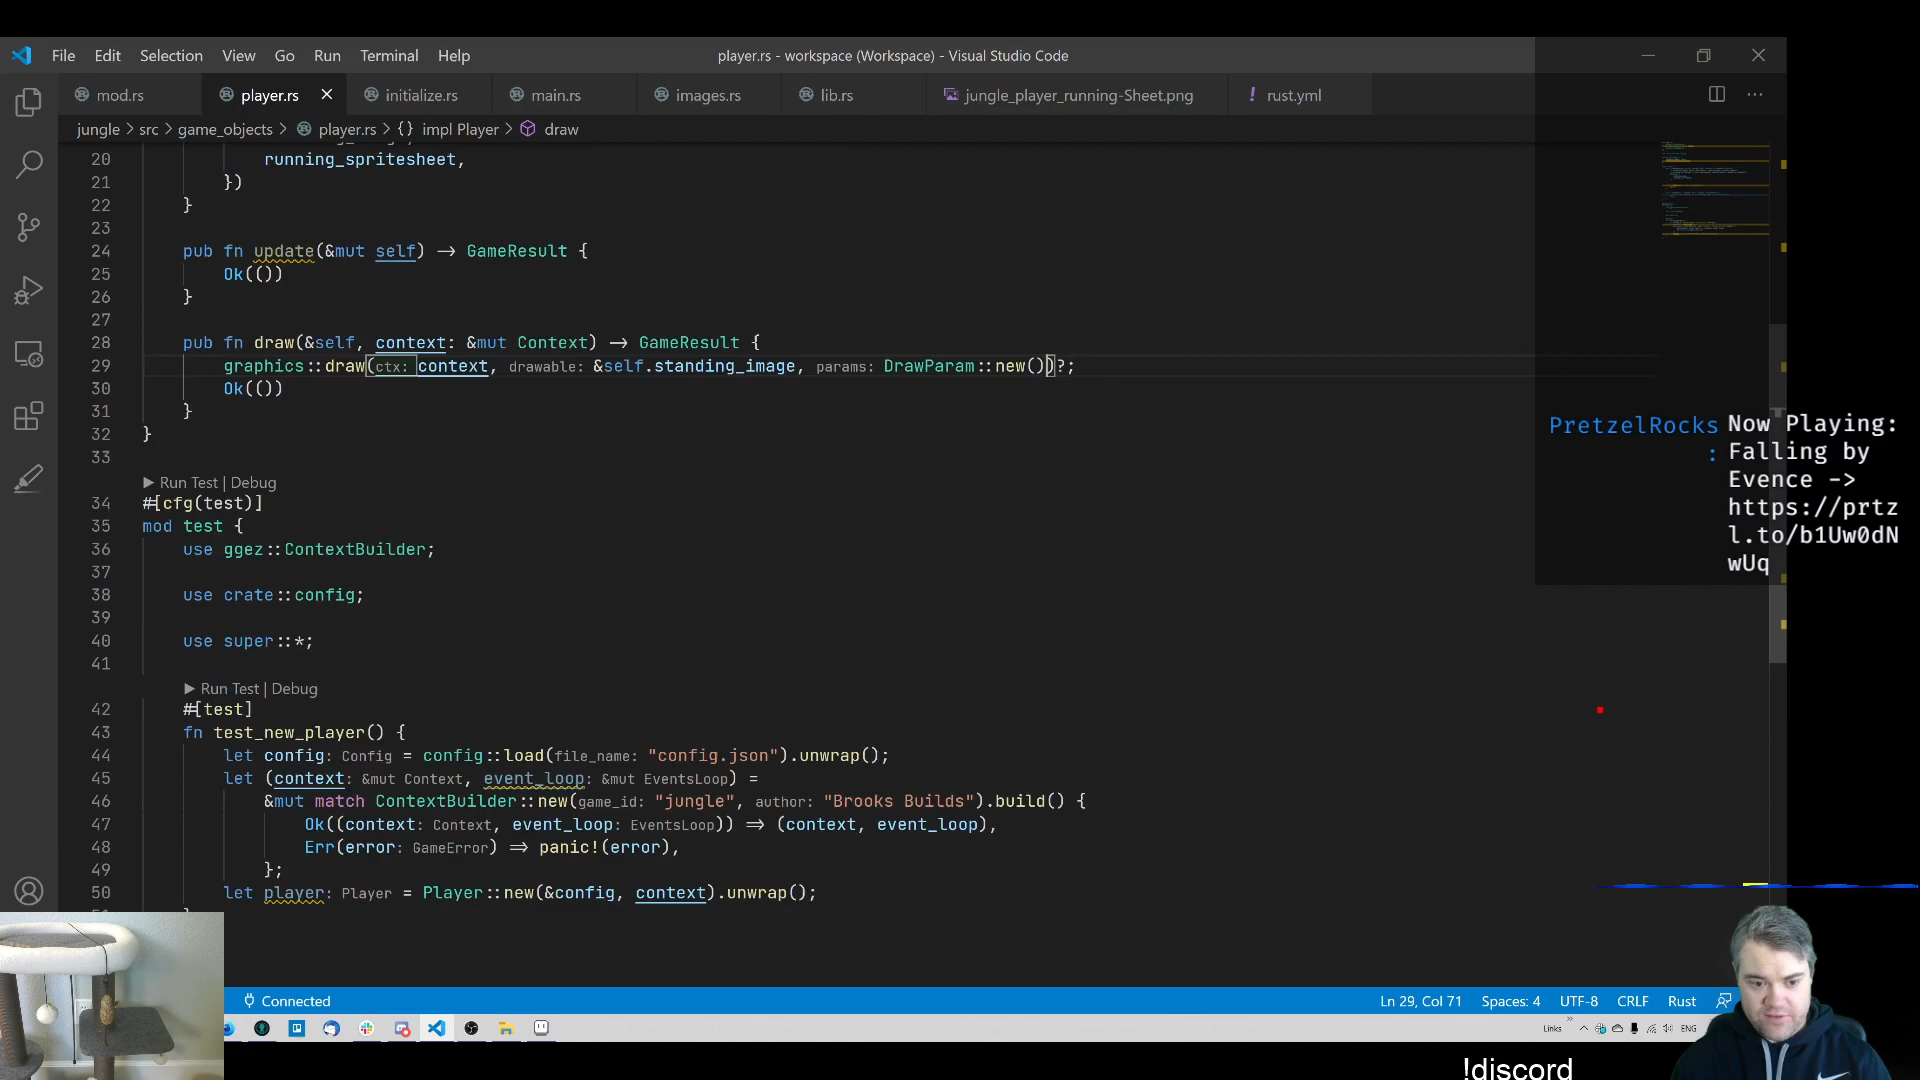 File Edit Selection View Go Run Terminal Help
player.rs - workspace (Workspace) - Visual Studio Code
mod.rs player.rs initialize.rs main.rs images.rs lib.rs jungle_player_running-Sheet.png rust.yml
jungle > src > game_objects > player.rs > {} impl Player > draw
20 running_spritesheet,
21 })
22 }
23
24 pub fn update(&mut self) → GameResult {
25 Ok(())
26 }
27
28 pub fn draw(&self, context: &mut Context) → GameResult {
29 graphics::draw(ctx: context, drawable: &self.standing_image, params: DrawParam::new())?;
30 Ok(())
31 }
32 }
33
▶ Run Test | Debug
34 #[cfg(test)]
35 mod test {
36 use ggez::ContextBuilder;
37
38 use crate::config;
39
40 use super::*;
41
▶ Run Test | Debug
42 #[test]
43 fn test_new_player() {
44 let config: Config = config::load(file_name: "config.json").unwrap();
45 let (context: &mut Context, event_loop: &mut EventsLoop) =
46 &mut match ContextBuilder::new(game_id: "jungle", author: "Brooks Builds").build() {
47 Ok((context: Context, event_loop: EventsLoop)) ⇒ (context, event_loop),
48 Err(error: GameError) ⇒ panic!(error),
49 };
50 let player: Player = Player::new(&config, context).unwrap();
PretzelRocks
: Now Playing:
Falling by
Evence ->
https://prtz
l.to/b1Uw0dN
wUq
Connected
Ln 29, Col 71 Spaces: 4 UTF-8 CRLF Rust
Links ENG
!discord